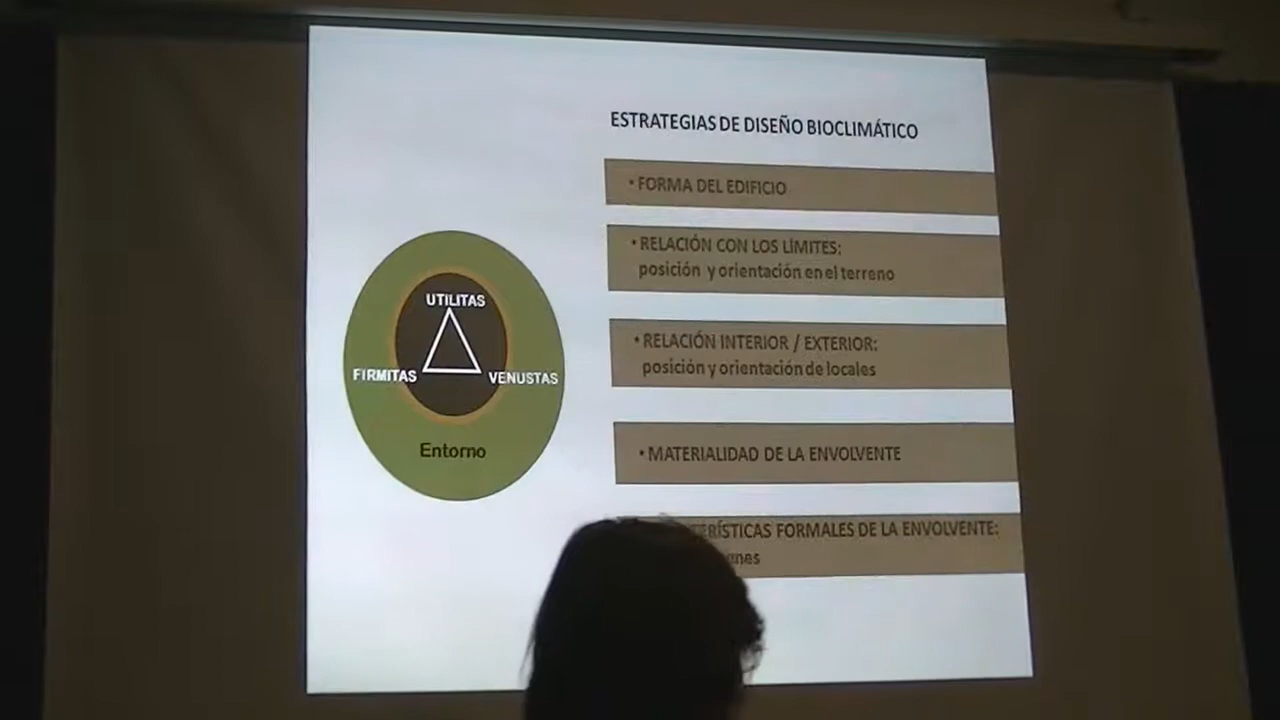 ESTRATEGIAS DE DISEÑO BIOCLIMÁTICO
• FORMA DEL EDIFICIO
• RELACIÓN CON LOS LÍMITES:
posición y orientación en el terreno
• RELACIÓN INTERIOR / EXTERIOR:
posición y orientación de locales
• MATERIALIDAD DE LA ENVOLVENTE
FORMALES DE LA ENVOLVENTE:
UTILITAS
FIRMITAS
VENUSTAS
Entorno